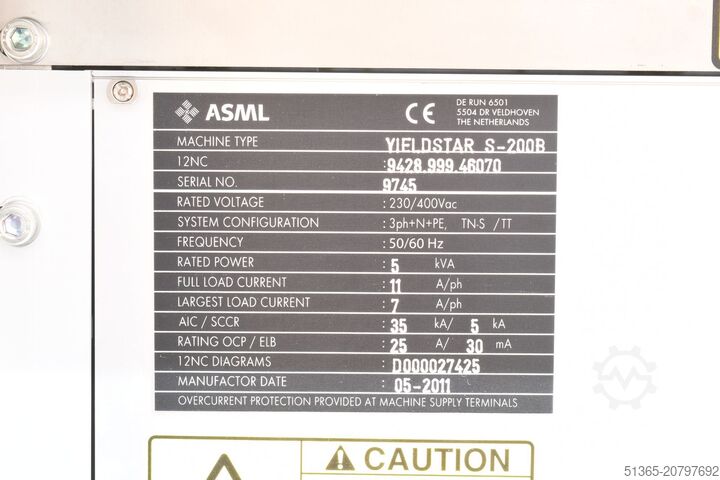 ASML
CE
DE RUN 6501
5504 DR VELDHOVEN
THE NETHERLANDS
MACHINE TYPE YIELDSTAR S-200B
12NC :9428.999.46070
SERIAL NO. 9745
RATED VOLTAGE : 230/400Vac
SYSTEM CONFIGURATION : 3ph+N+PE, TN-S /TT
FREQUENCY : 50/60 Hz
RATED POWER : 5 kVA
FULL LOAD CURRENT : 11 A/ph
LARGEST LOAD CURRENT : 7 A/ph
AIC / SCCR : 35 kA/ 5 kA
RATING OCP / ELB : 25 A/ 30 mA
12NC DIAGRAMS : D000027425
MANUFACTOR DATE : 05-2011
OVERCURRENT PROTECTION PROVIDED AT MACHINE SUPPLY TERMINALS
CAUTION
51365-20797692